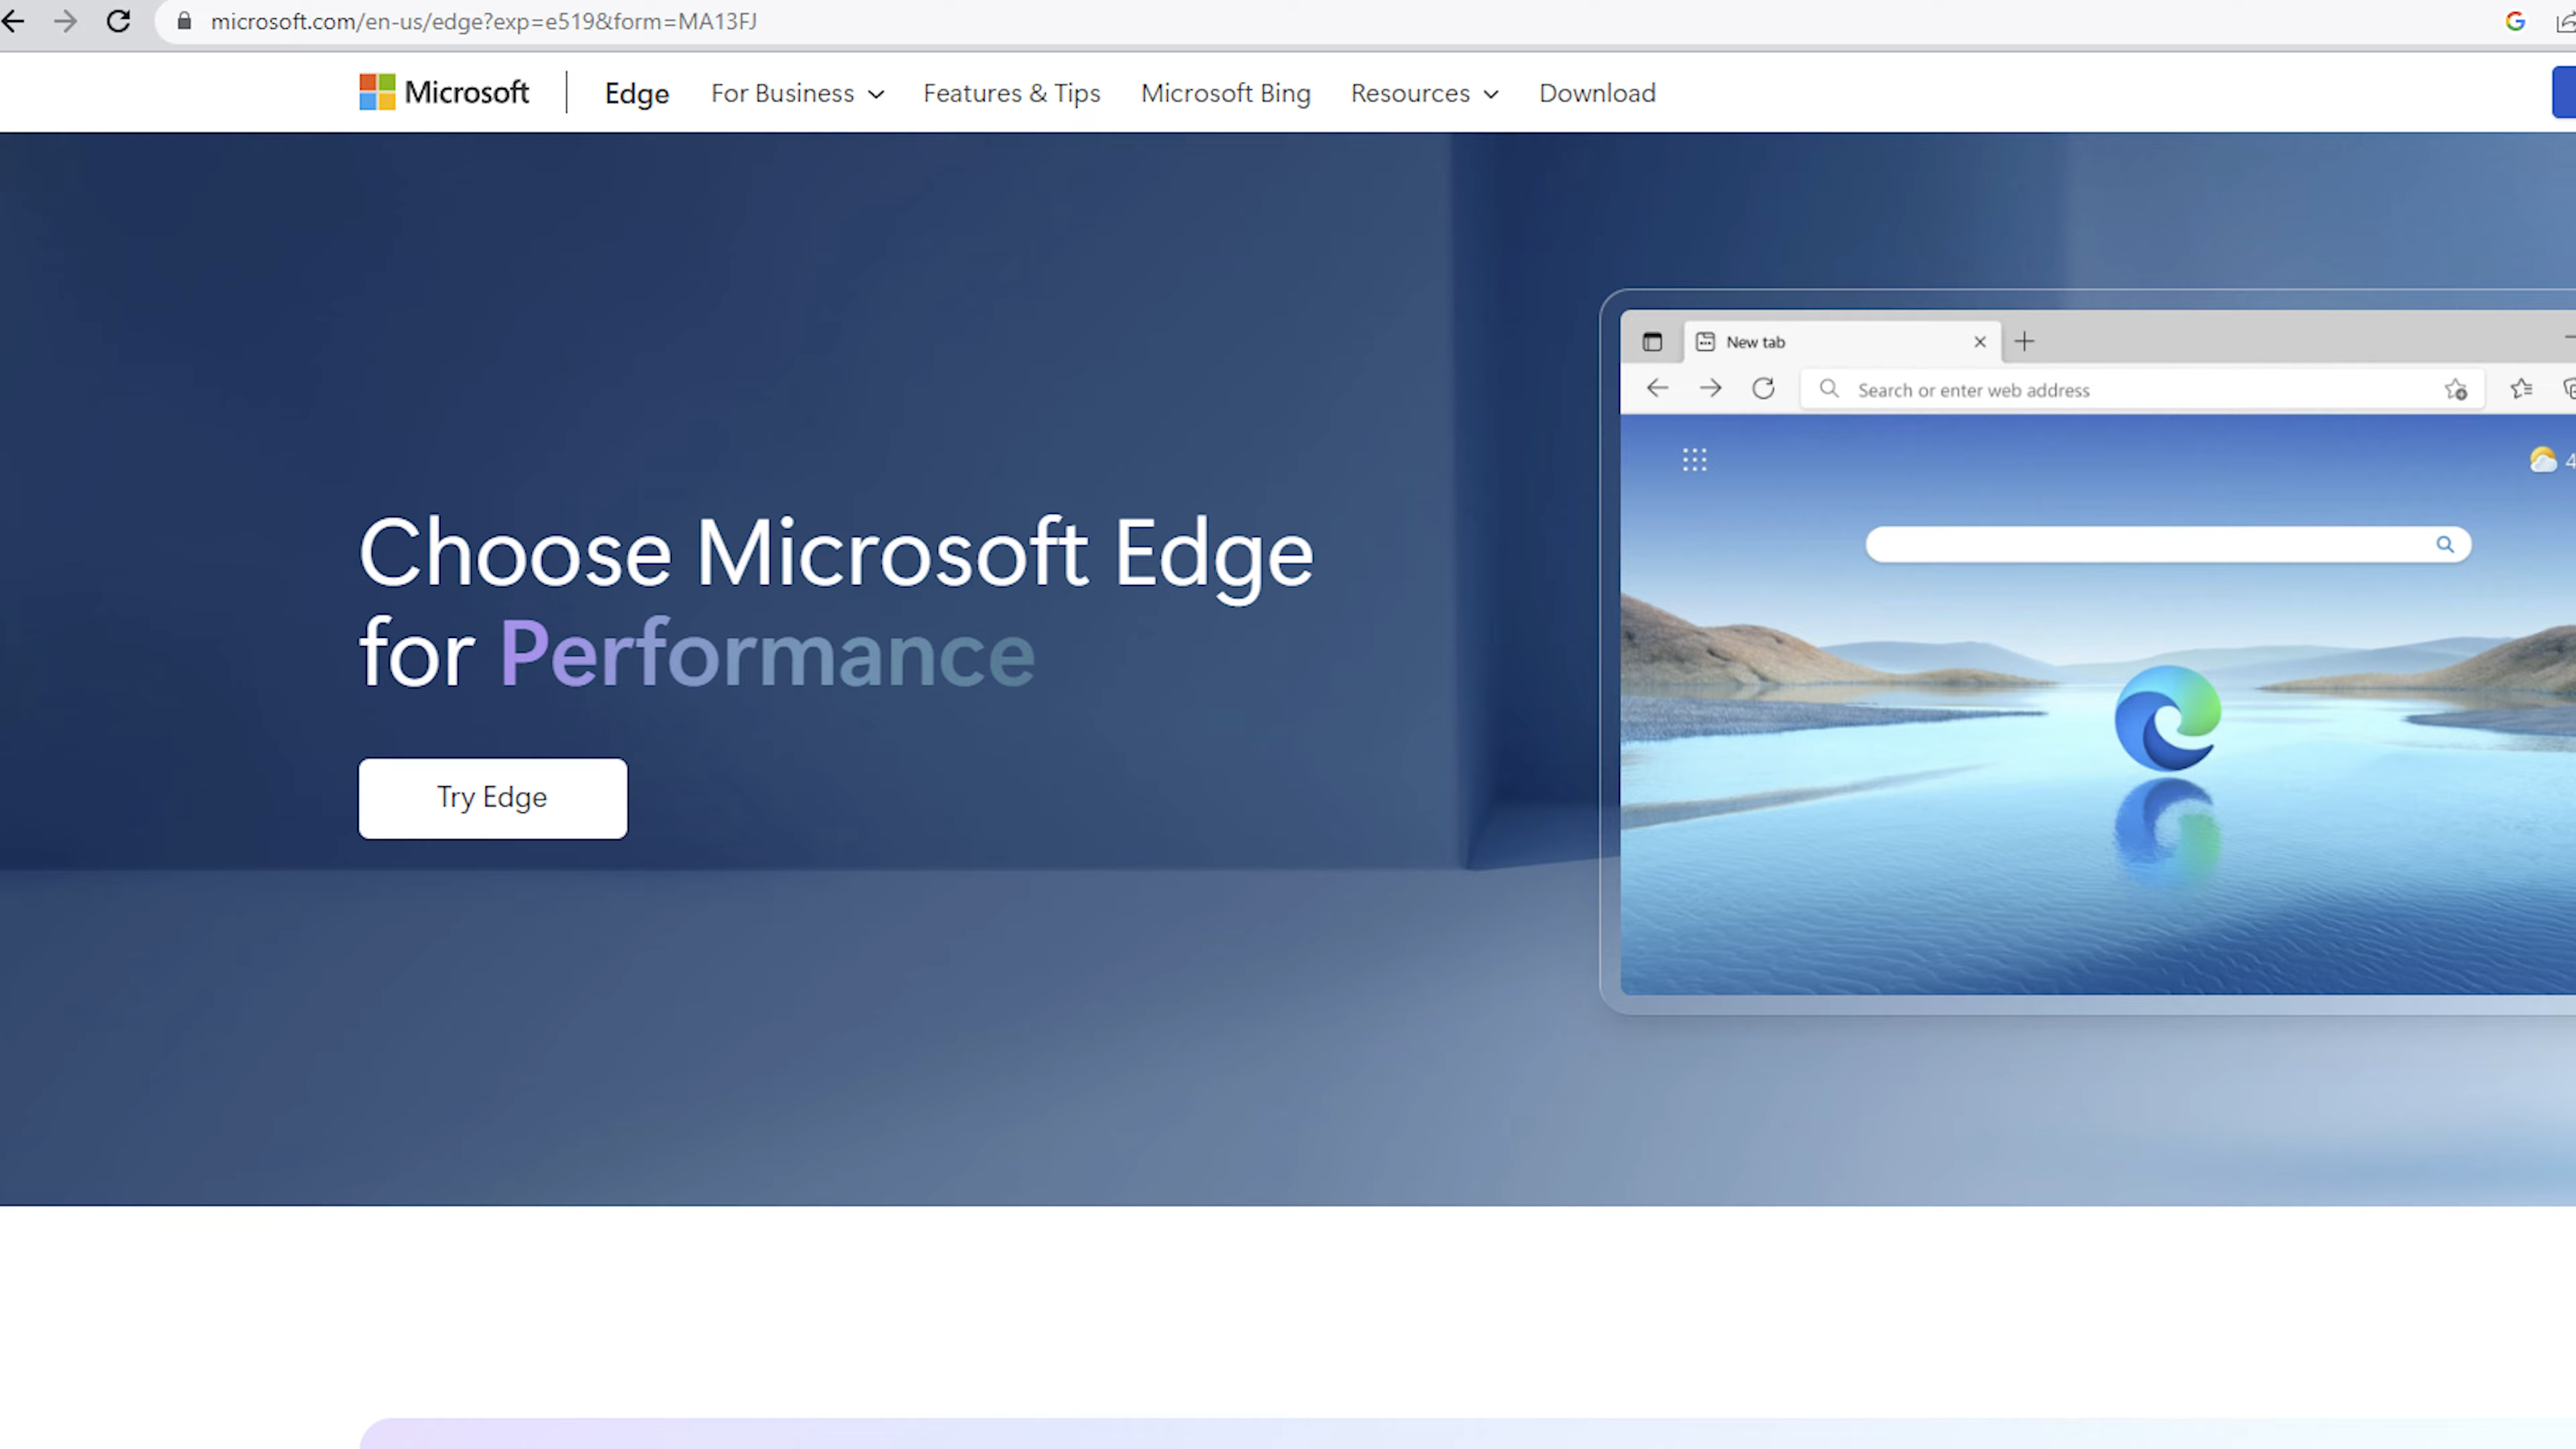 microsoft.com/en-us/edge?exp=e519&form=MA13FJ
Microsoft Edge For Business Features & Tips Microsoft Bing Resources Download
New tab
Search or enter web address
4
Choose Microsoft Edge
for Performance
Try Edge